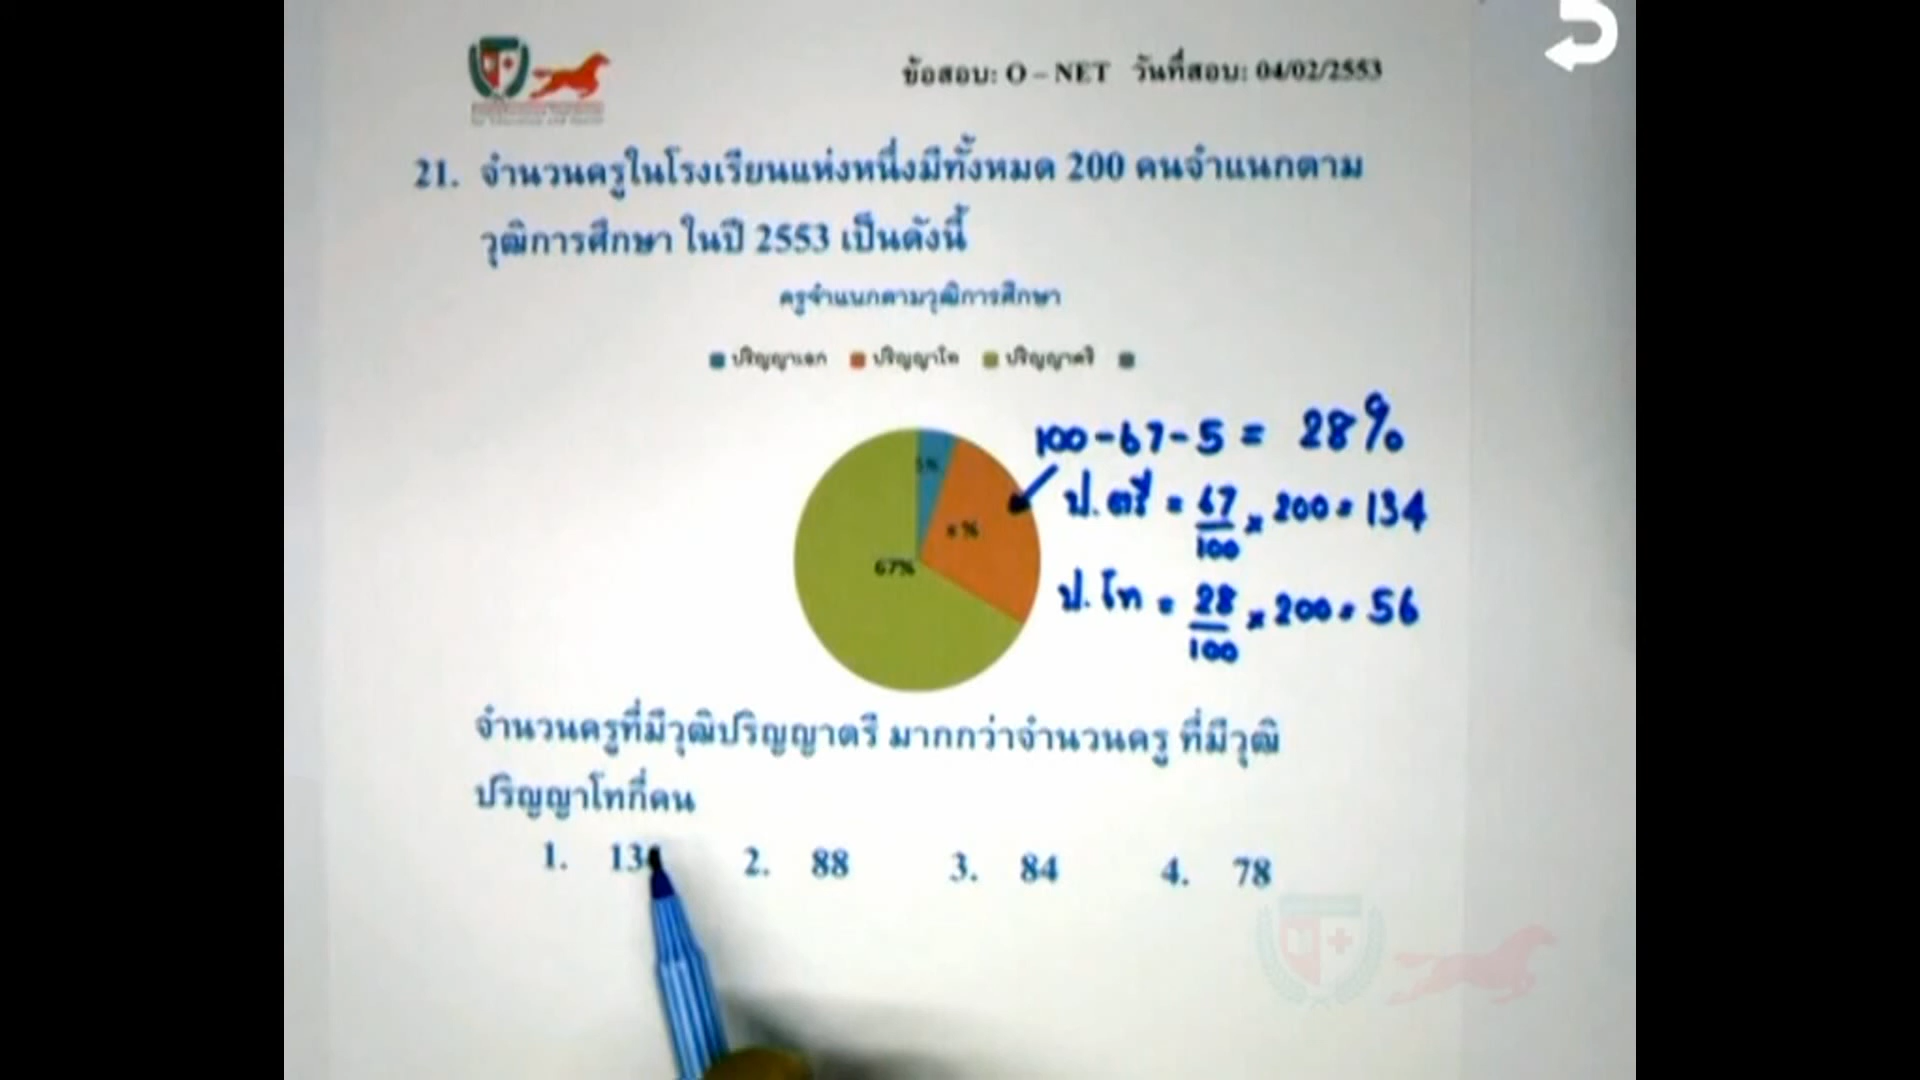 ข้อสอบ: O – NET วันที่สอบ: 04/02/2553
21. จำนวนครูในโรงเรียนแห่งหนึ่งมีทั้งหมด 200 คนจำแนกตาม
วุฒิการศึกษา ในปี 2553 เป็นดังนี้
ครูจำแนกตามวุฒิการศึกษา
ปริญญาเอก ปริญญาโท ปริญญาตรี
100-67-5 = 28%
5%
ป.ตรี = 67/100 × 200 = 134
%
67%
ป.โท = 28/100 × 200 = 56
จำนวนครูที่มีวุฒิปริญญาตรี มากกว่าจำนวนครู ที่มีวุฒิ
ปริญญาโทกี่คน
1. 2. 88 3. 84 4. 78